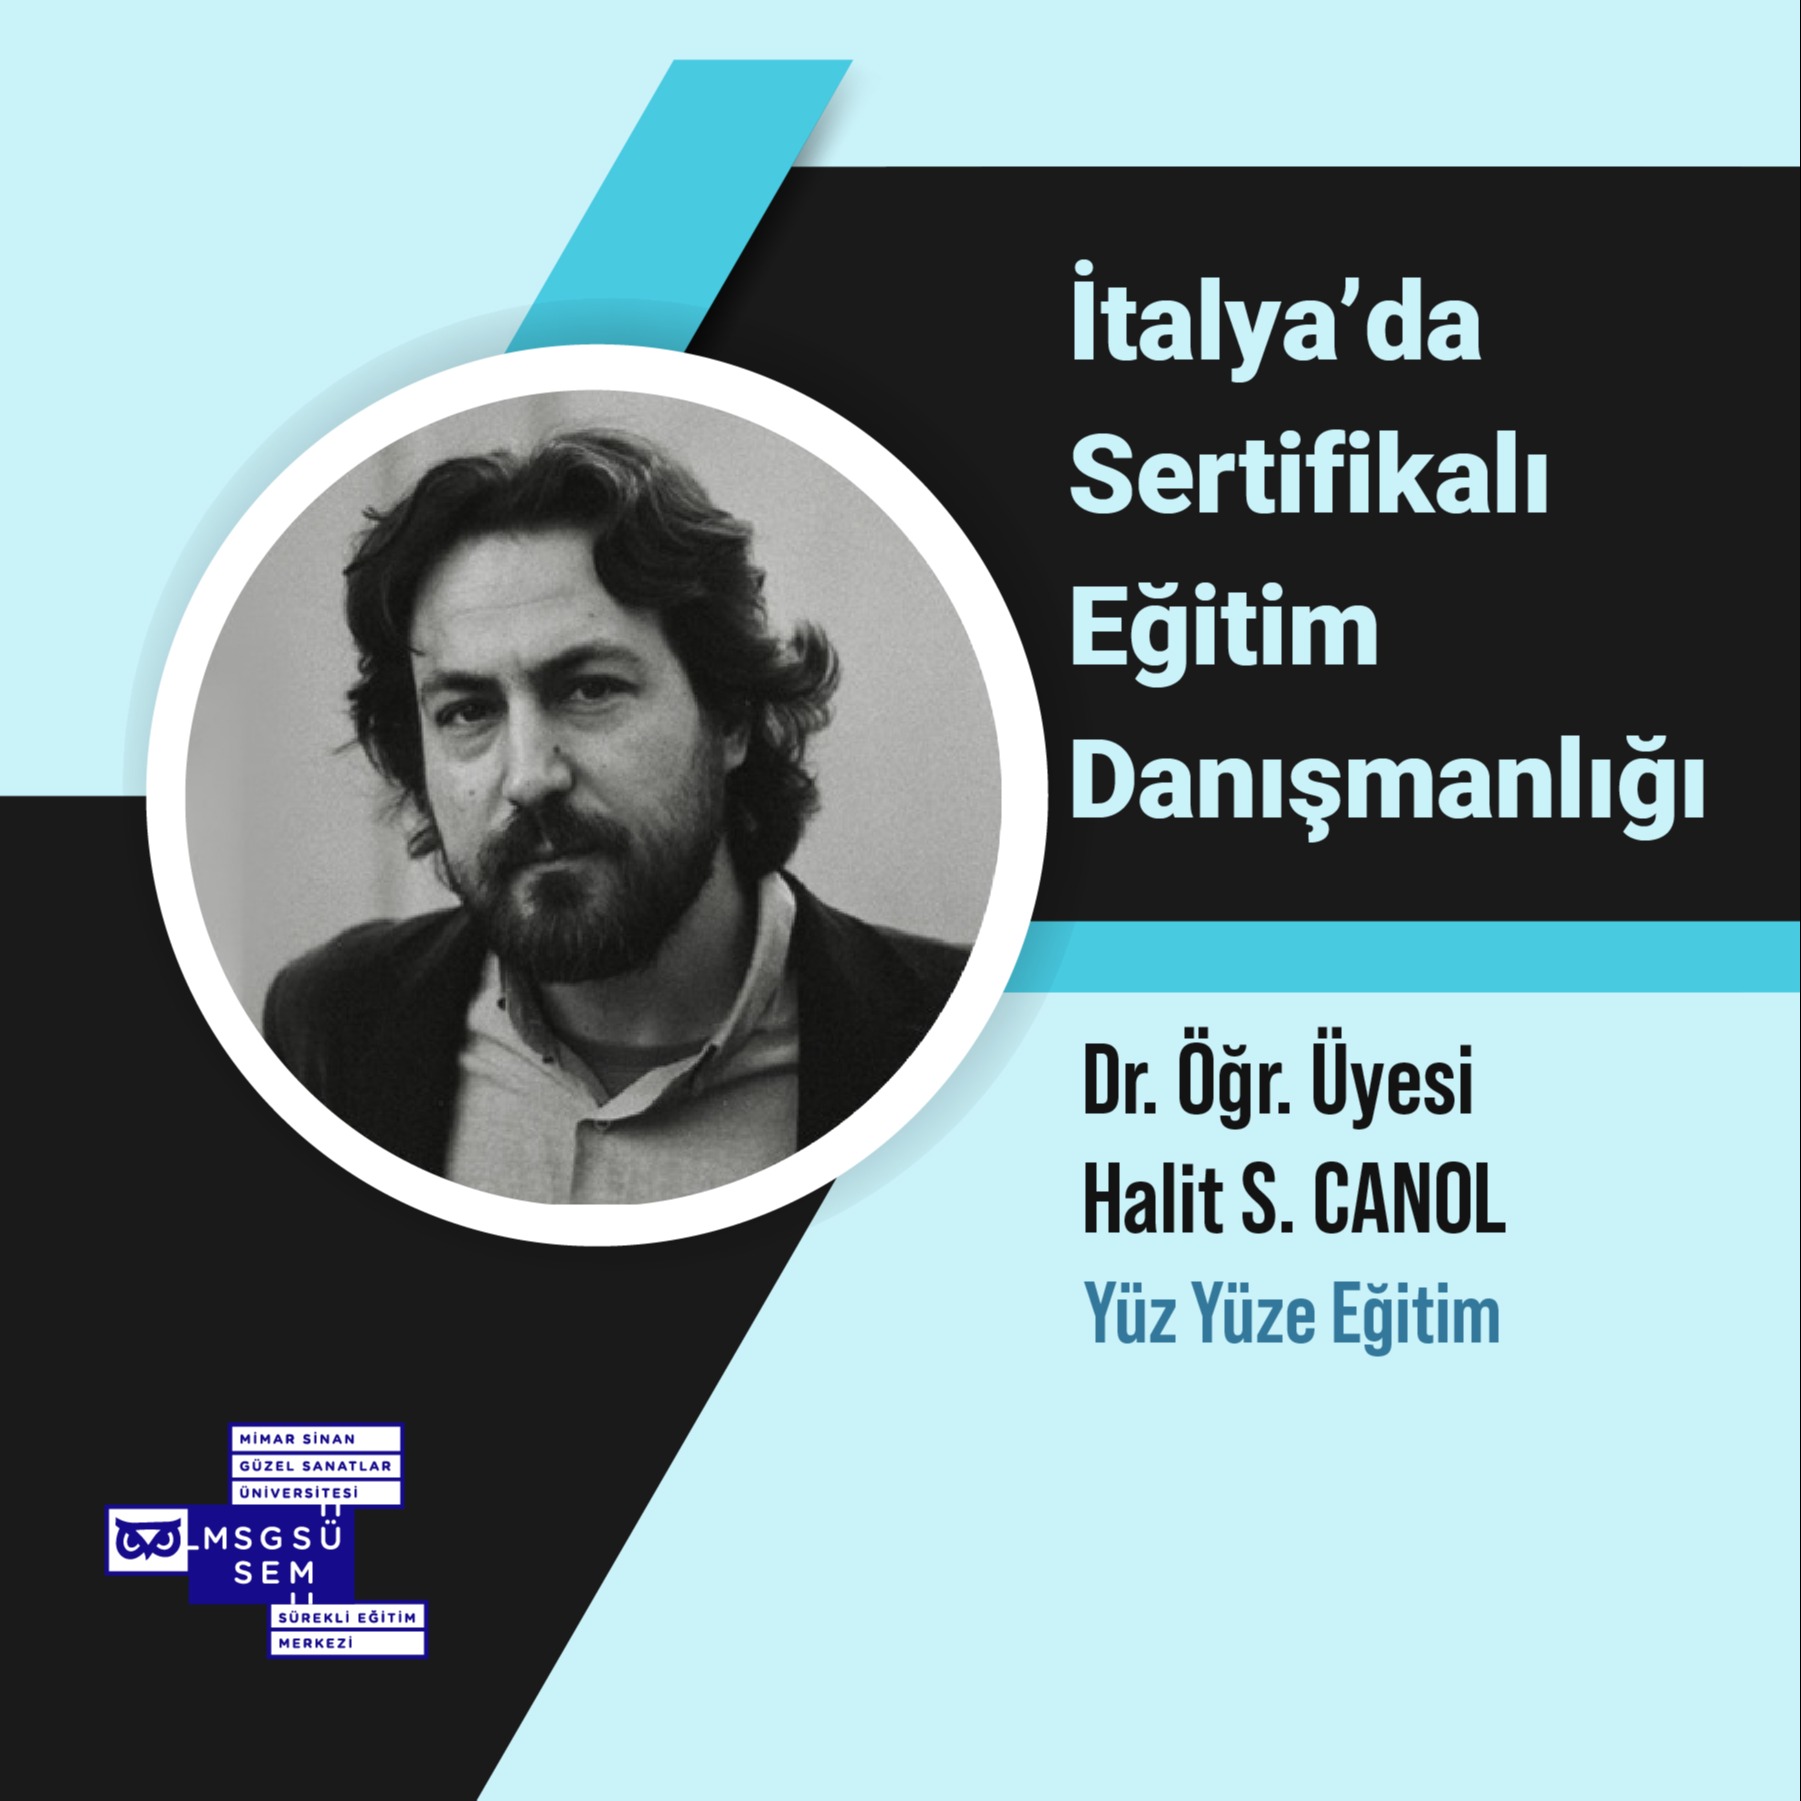 İtalya’da
Sertifikalı
Eğitim
Danışmanlığı
Dr. Öğr. Üyesi
Halit S. CANOL
Yüz Yüze Eğitim
MİMAR SİNAN
GÜZEL SANATLAR
ÜNİVERSİTESİ
MSGSÜ
SEM
SÜREKLİ EĞİTİM
MERKEZİ